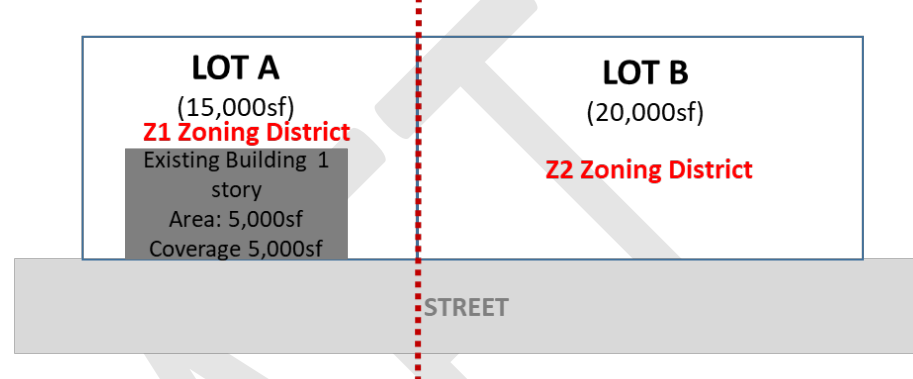 LOT A
(15,000sf)
Z1 Zoning District
Existing Building 1
story
Area: 5,000sf
Coverage 5,000sf
LOT B
(20,000sf)
Z2 Zoning District
STREET